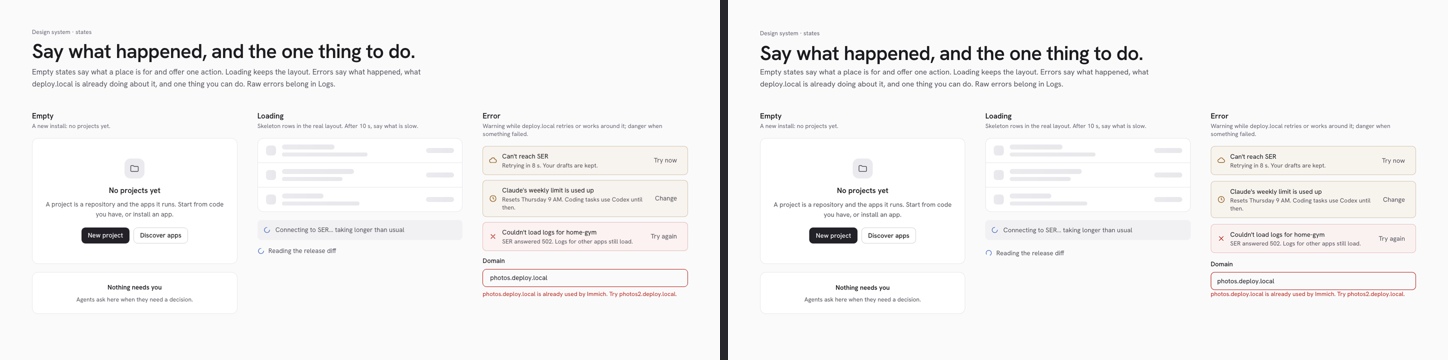 Design system · states
Say what happened, and the one thing to do.
Empty states say what a place is for and offer one action. Loading keeps the layout. Errors say what happened, what
deploy.local is already doing about it, and one thing you can do. Raw errors belong in Logs.
Empty
A new install: no projects yet.
No projects yet
A project is a repository and the apps it runs. Start from code
you have, or install an app.
New project
Discover apps
Nothing needs you
Agents ask here when they need a decision.
Loading
Skeleton rows in the real layout. After 10 s, say what is slow.
Connecting to SER... taking longer than usual
Reading the release diff
Error
Warning while deploy.local retries or works around it; danger when
something failed.
Can't reach SER
Retrying in 8 s. Your drafts are kept.
Try now
Claude's weekly limit is used up
Resets Thursday 9 AM. Coding tasks use Codex until
then.
Change
Couldn't load logs for home-gym
SER answered 502. Logs for other apps still load.
Try again
Domain
photos.deploy.local
photos.deploy.local is already used by Immich. Try photos2.deploy.local.
Design system · states
Say what happened, and the one thing to do.
Empty states say what a place is for and offer one action. Loading keeps the layout. Errors say what happened, what
deploy.local is already doing about it, and one thing you can do. Raw errors belong in Logs.
Empty
A new install: no projects yet.
No projects yet
A project is a repository and the apps it runs. Start from code
you have, or install an app.
New project
Discover apps
Nothing needs you
Agents ask here when they need a decision.
Loading
Skeleton rows in the real layout. After 10 s, say what is slow.
Connecting to SER... taking longer than usual
Reading the release diff
Error
Warning while deploy.local retries or works around it; danger when
something failed.
Can't reach SER
Retrying in 8 s. Your drafts are kept.
Try now
Claude's weekly limit is used up
Resets Thursday 9 AM. Coding tasks use Codex until
then.
Change
Couldn't load logs for home-gym
SER answered 502. Logs for other apps still load.
Try again
Domain
photos.deploy.local
photos.deploy.local is already used by Immich. Try photos2.deploy.local.